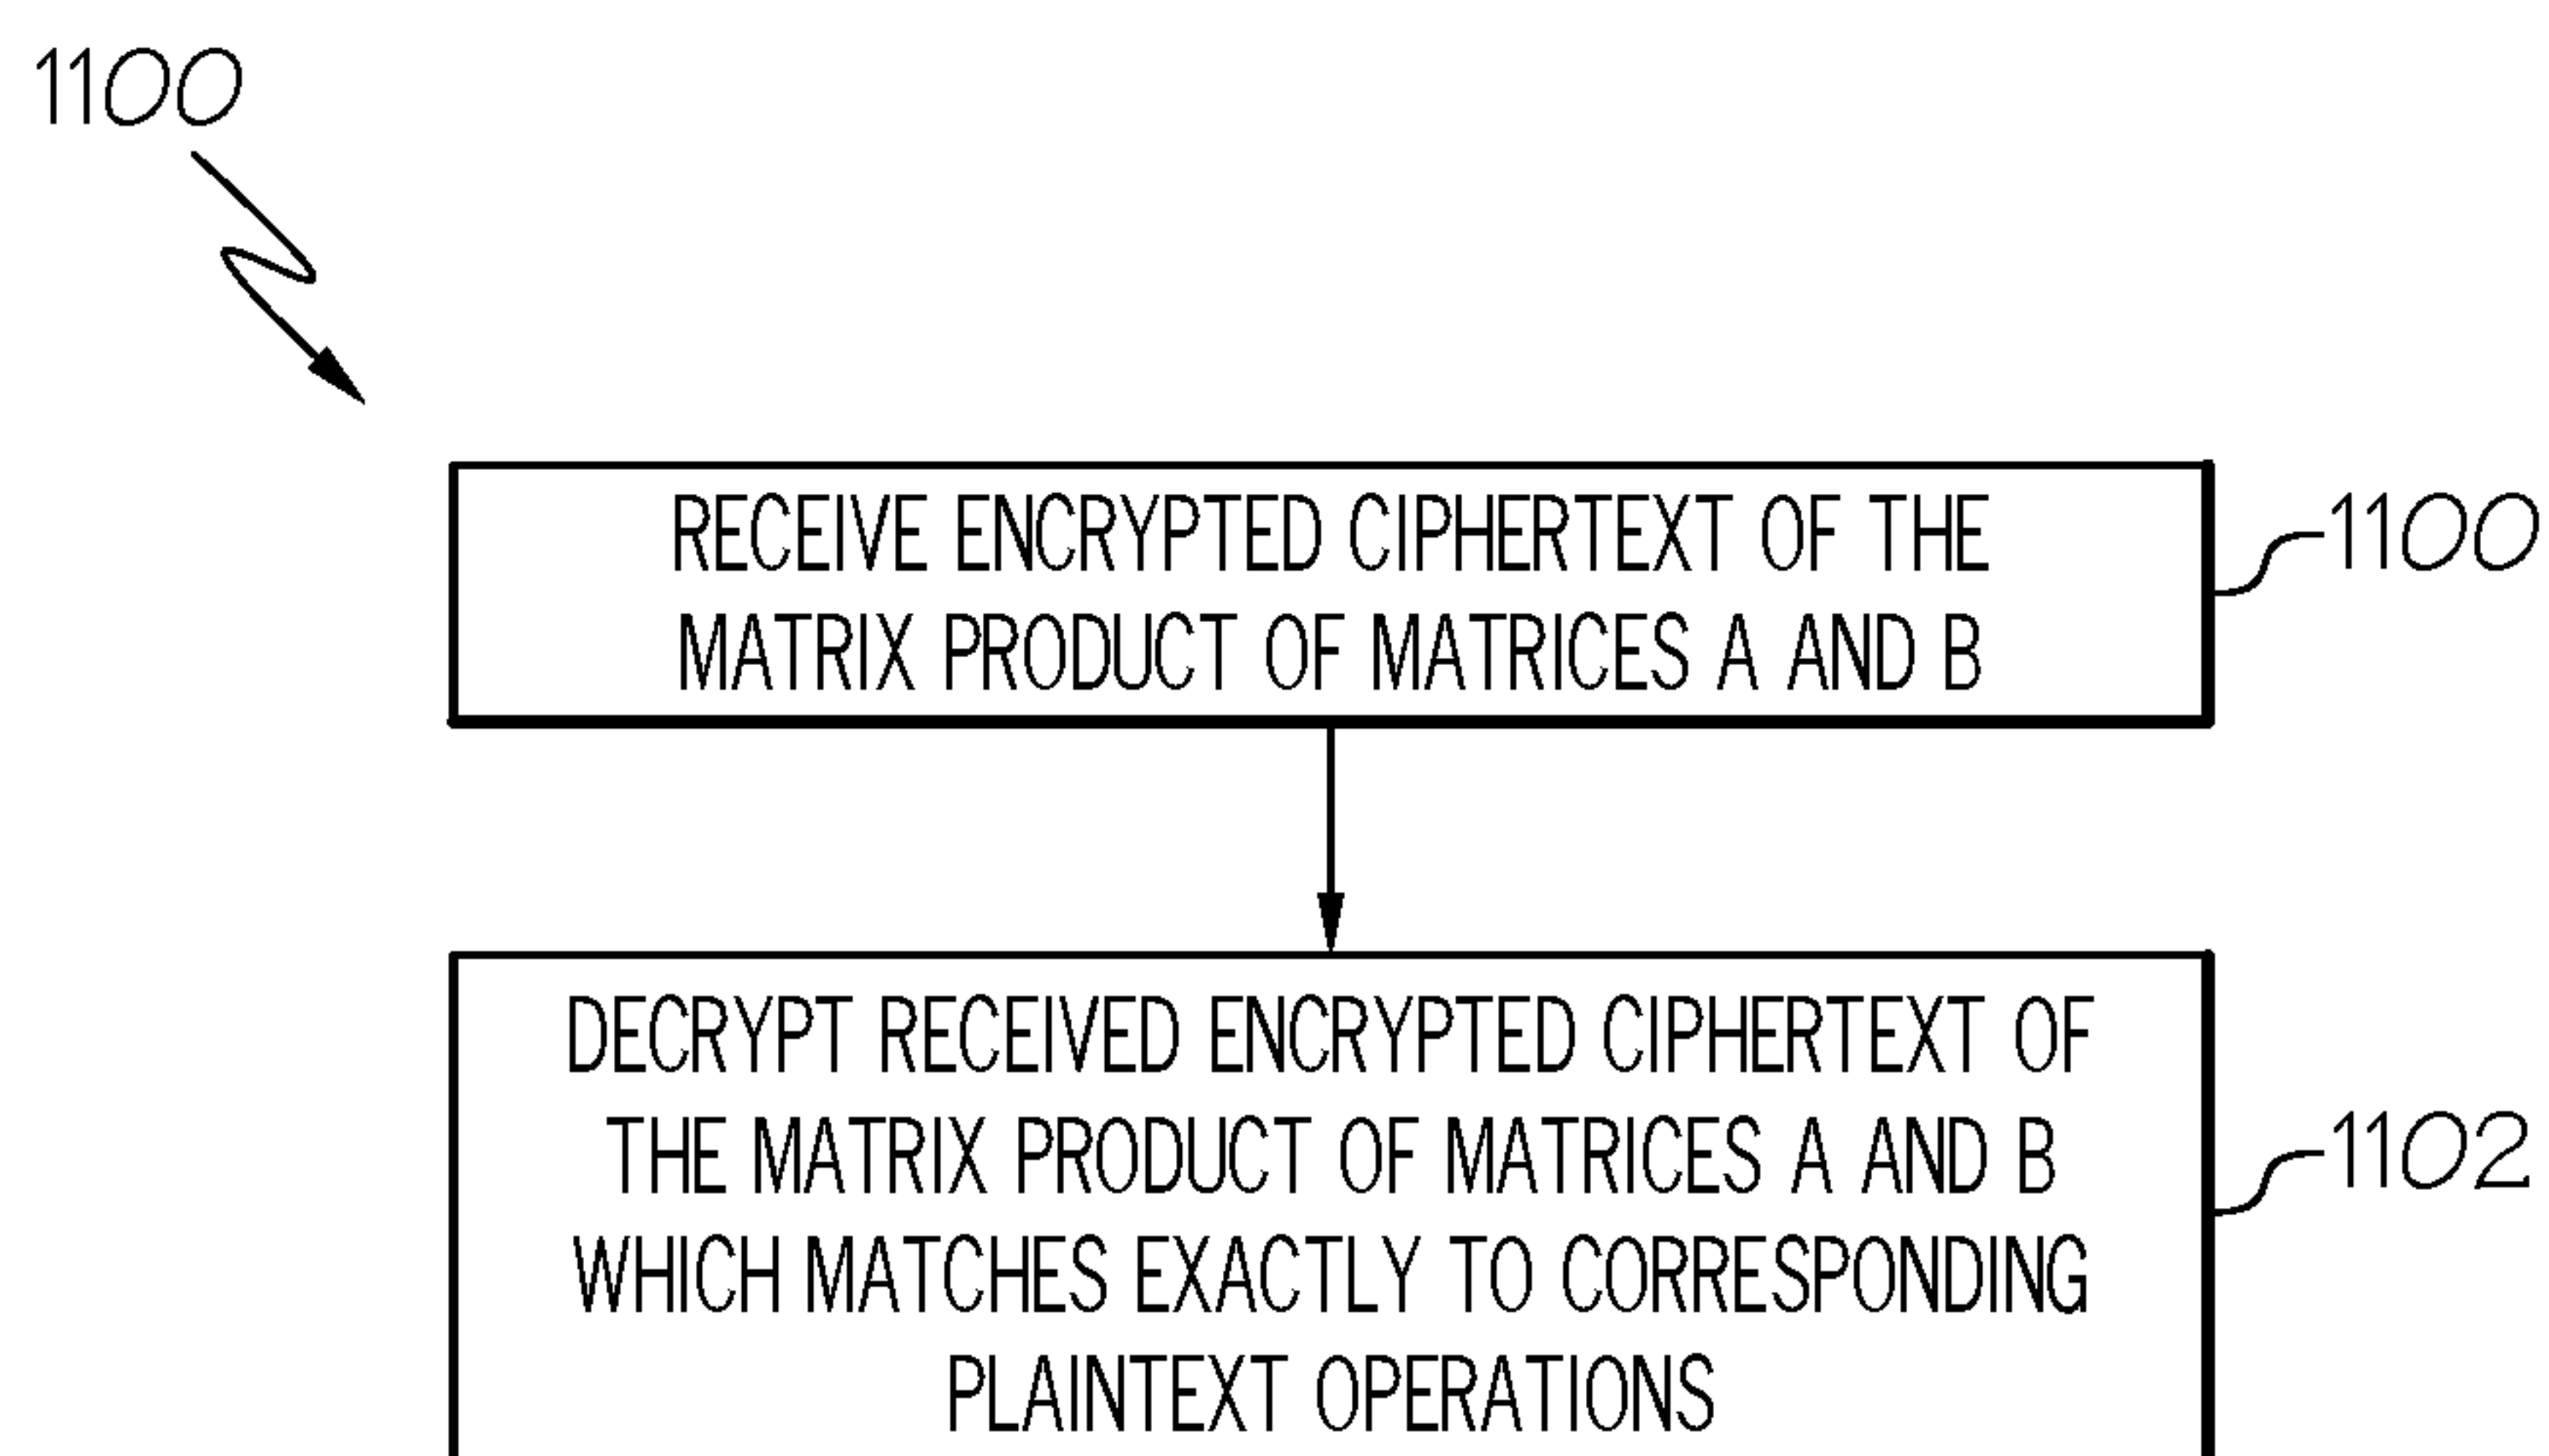 1100
RECEIVE ENCRYPTED CIPHERTEXT OF THE
MATRIX PRODUCT OF MATRICES A AND B
1100
DECRYPT RECEIVED ENCRYPTED CIPHERTEXT OF
THE MATRIX PRODUCT OF MATRICES A AND B
WHICH MATCHES EXACTLY TO CORRESPONDING
PLAINTEXT OPERATIONS
1102